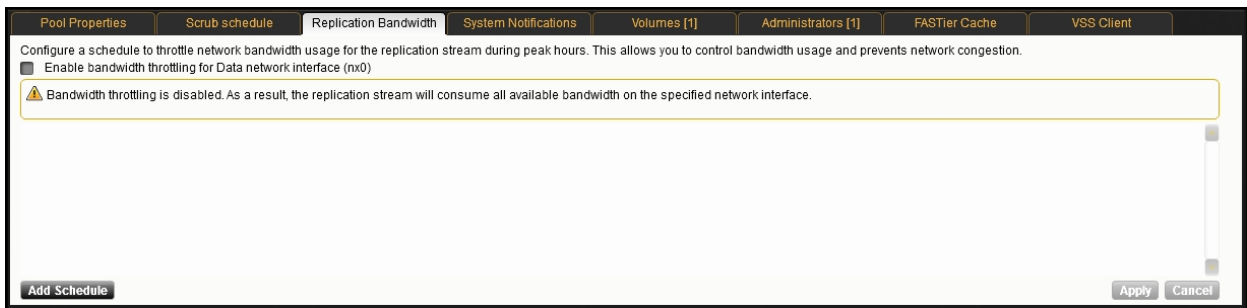 Pool Properties Scrub schedule Replication Bandwidth System Notifications Volumes [1] Administrators [1] FASTier Cache VSS Client
Configure a schedule to throttle network bandwidth usage for the replication stream during peak hours. This allows you to control bandwidth usage and prevents network congestion.
Enable bandwidth throttling for Data network interface (nx0)
Bandwidth throttling is disabled. As a result, the replication stream will consume all available bandwidth on the specified network interface.
Add Schedule Apply Cancel